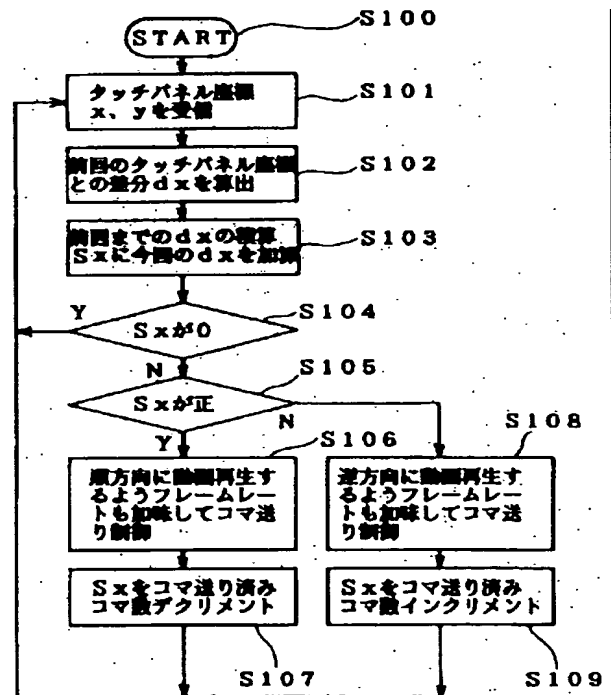 START
S100
タッチパネル座標
x、yを受信
S101
前回のタッチパネル座標
との差分dxを算出
S102
前回までのdxの積算
Sxに今回のdxを加算
S103
Y
Sxが0
S104
N
S105
Sxが正
N
Y
S106
S108
順方向に動画再生す
るようフレームレー
トも加味してコマ送
り制御
逆方向に動画再生す
るようフレームレー
トも加味してコマ送
り制御
Sxをコマ送り済み
コマ数デクリメント
Sxをコマ送り済み
コマ数インクリメント
S107
S109